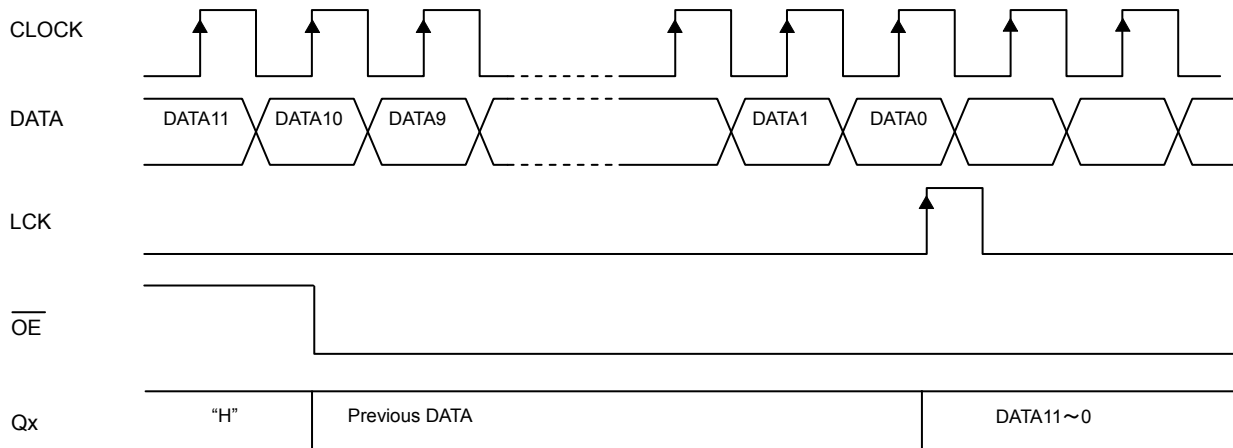 CLOCK
DATA
DATA11 DATA10 DATA9 DATA1 DATA0
LCK
OE
Qx
“H” Previous DATA DATA11～0